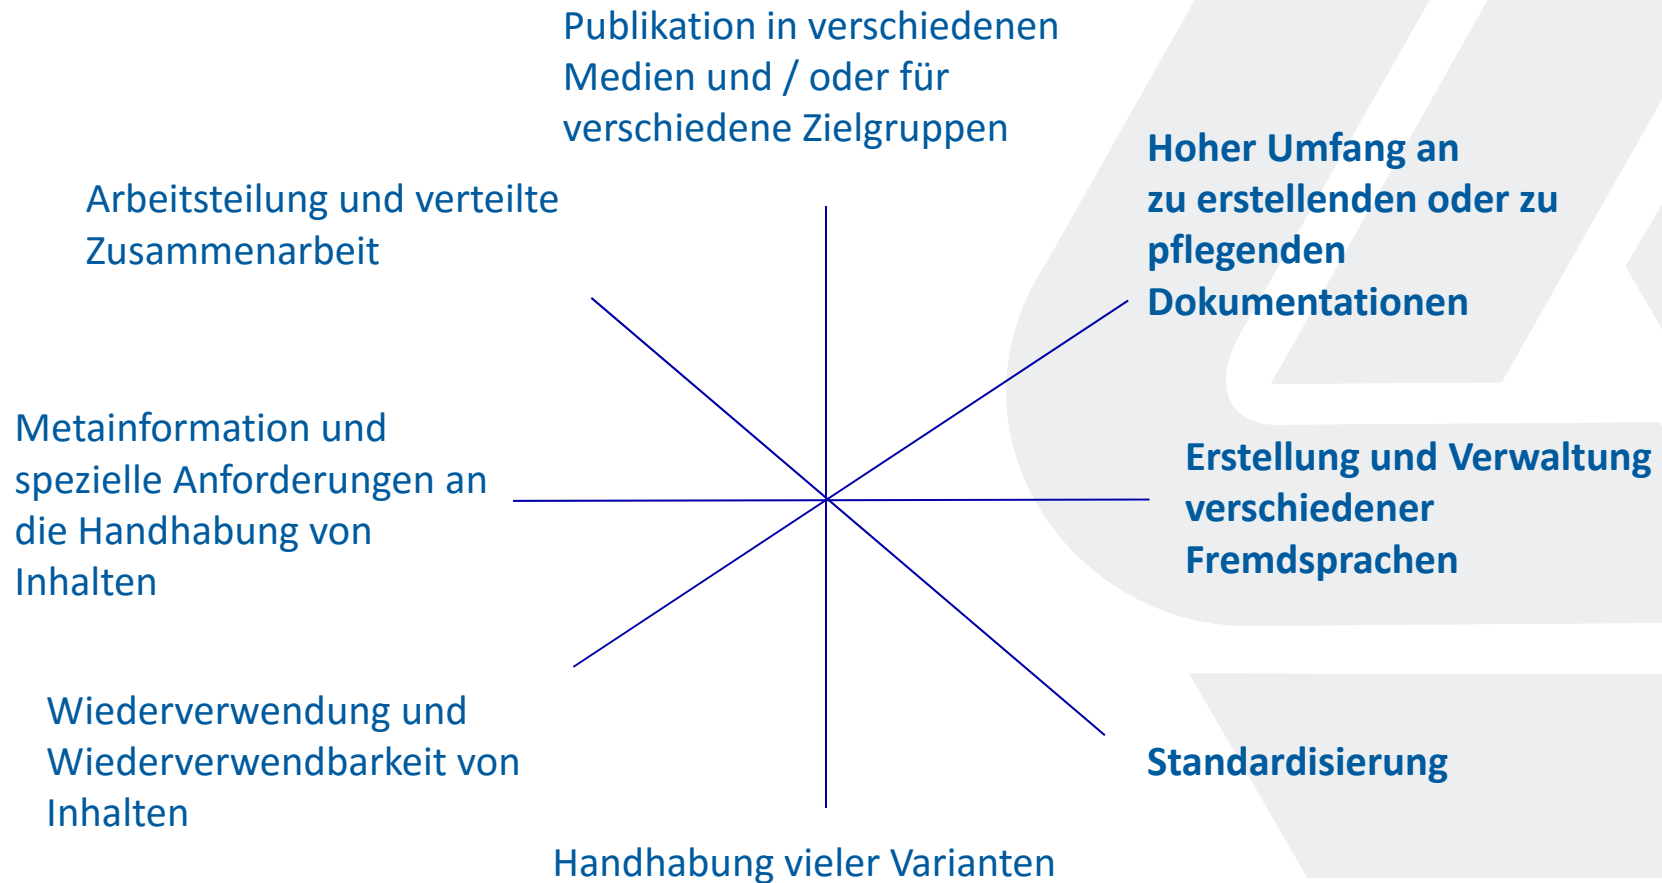 Publikation in verschiedenen
Medien und / oder für
verschiedene Zielgruppen
Hoher Umfang an
zu erstellenden oder zu
pflegenden
Dokumentationen
Arbeitsteilung und verteilte
Zusammenarbeit
Metainformation und
spezielle Anforderungen an
die Handhabung von
Inhalten
Erstellung und Verwaltung
verschiedener
Fremdsprachen
Wiederverwendung und
Wiederverwendbarkeit von
Inhalten
Standardisierung
Handhabung vieler Varianten